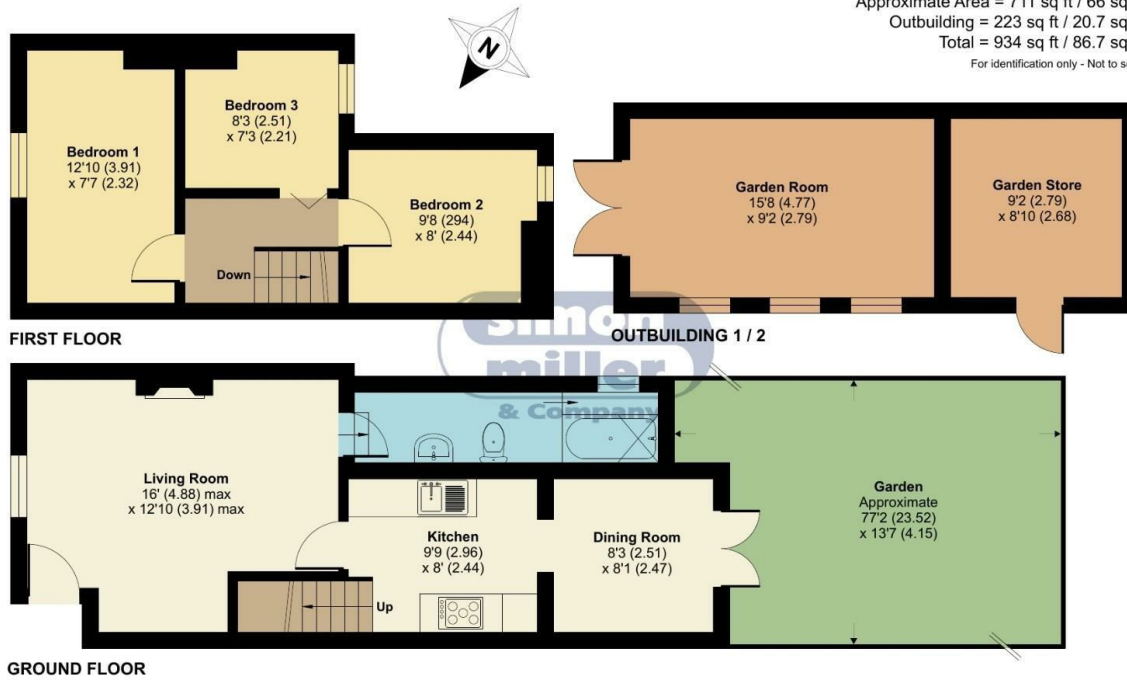 Approximate Area = 711 sq ft / 66 sq
Outbuilding = 223 sq ft / 20.7 sq
Total = 934 sq ft / 86.7 sq
For identification only - Not to
N
Bedroom 1
12'10 (3.91)
x 7'7 (2.32)
Bedroom 3
8'3 (2.51)
x 7'3 (2.21)
Bedroom 2
9'8 (294)
x 8' (2.44)
Down
FIRST FLOOR
Garden Room
15'8 (4.77)
x 9'2 (2.79)
Garden Store
9'2 (2.79)
x 8'10 (2.68)
OUTBUILDING 1 / 2
simon
miller
& Company
Living Room
16' (4.88) max
x 12'10 (3.91) max
Kitchen
9'9 (2.96)
x 8' (2.44)
Up
Dining Room
8'3 (2.51)
x 8'1 (2.47)
Garden
Approximate
77'2 (23.52)
x 13'7 (4.15)
GROUND FLOOR